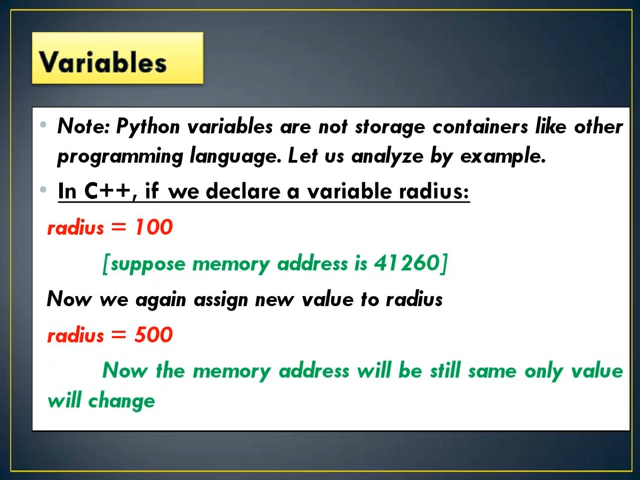 Variables
• Note: Python variables are not storage containers like other
programming language. Let us analyze by example.
• In C++, if we declare a variable radius:
radius = 100
[suppose memory address is 41260]
Now we again assign new value to radius
radius = 500
Now the memory address will be still same only value
will change